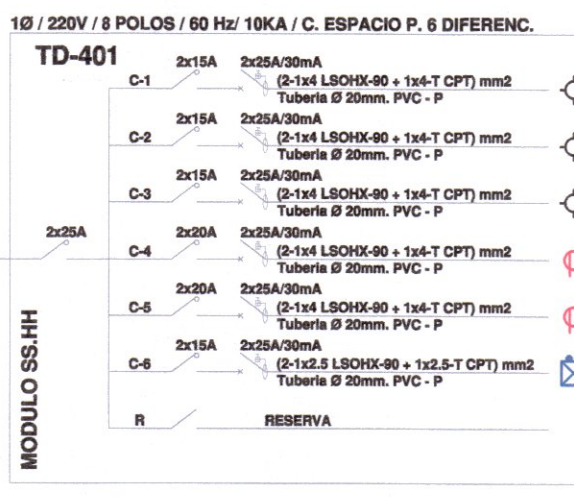 1Ø / 220V / 8 POLOS / 60 Hz/ 10KA / C. ESPACIO P. 6 DIFERENC.
TD-401
2x15A 2x25A/30mA
C-1 (2-1x4 LSOHX-90 + 1x4-T CPT) mm2
Tuberia Ø 20mm. PVC - P
2x15A 2x25A/30mA
C-2 (2-1x4 LSOHX-90 + 1x4-T CPT) mm2
Tuberia Ø 20mm. PVC - P
2x15A 2x25A/30mA
C-3 (2-1x4 LSOHX-90 + 1x4-T CPT) mm2
Tuberia Ø 20mm. PVC - P
2x25A 2x20A 2x25A/30mA
C-4 (2-1x4 LSOHX-90 + 1x4-T CPT) mm2
Tuberia Ø 20mm. PVC - P
2x20A 2x25A/30mA
C-5 (2-1x4 LSOHX-90 + 1x4-T CPT) mm2
Tuberia Ø 20mm. PVC - P
2x15A 2x25A/30mA
C-6 (2-1x2.5 LSOHX-90 + 1x2.5-T CPT) mm2
Tuberia Ø 20mm. PVC - P
R RESERVA
MODULO SS.HH